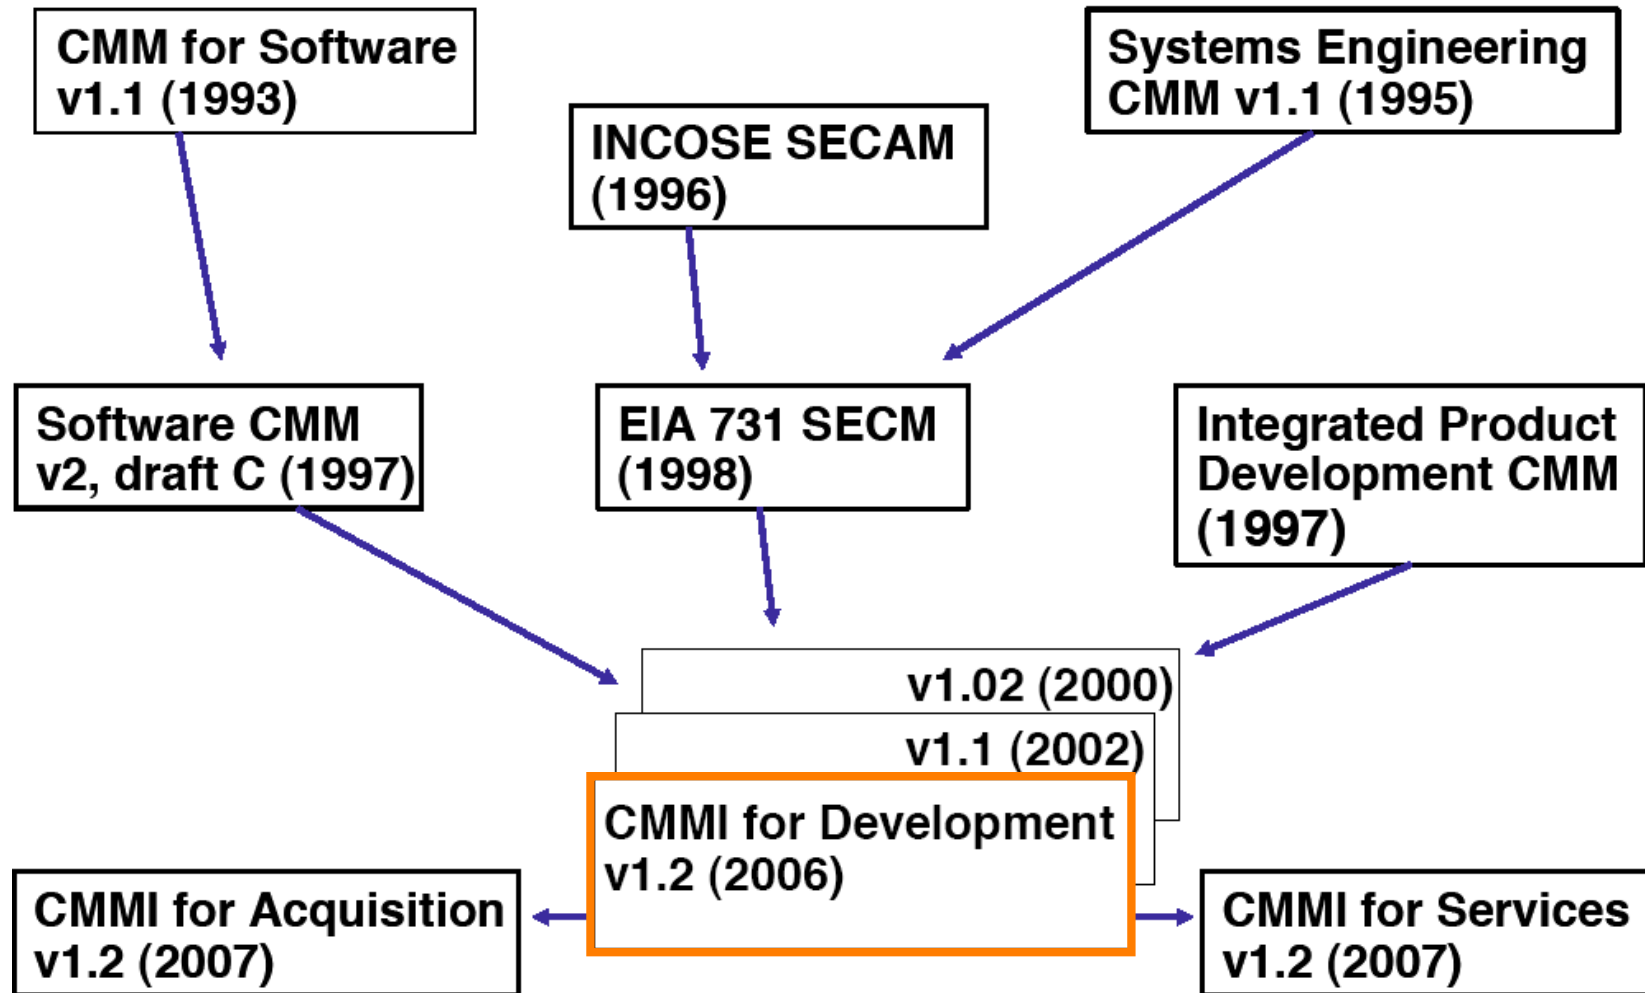 CMM for Software
v1.1 (1993)
Systems Engineering
CMM v1.1 (1995)
INCOSE SECAM
(1996)
Software CMM
v2, draft C (1997)
EIA 731 SECM
(1998)
Integrated Product
Development CMM
(1997)
v1.02 (2000)
v1.1 (2002)
CMMI for Development
v1.2 (2006)
CMMI for Acquisition
v1.2 (2007)
CMMI for Services
v1.2 (2007)